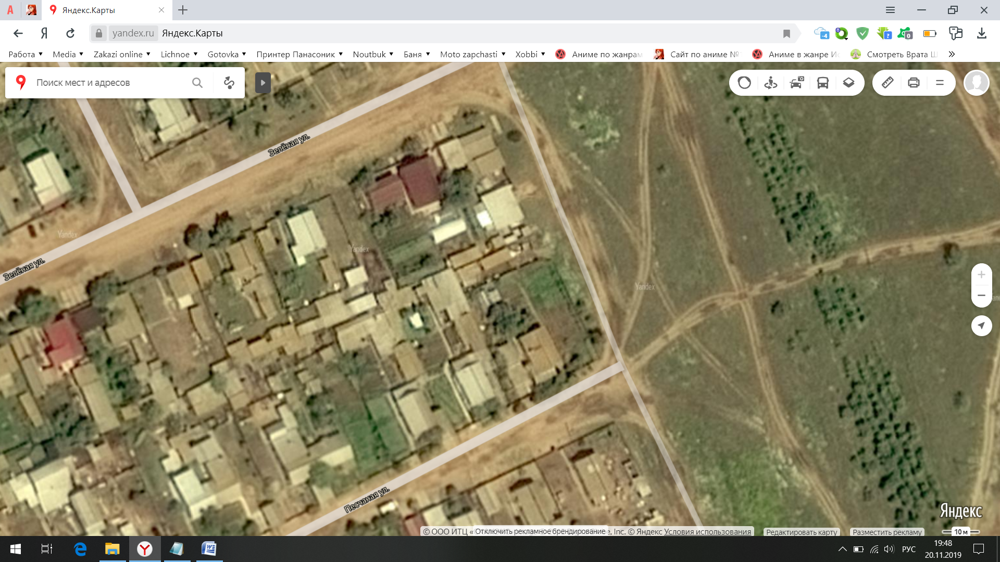 Яндекс.Карты
yandex.ru Яндекс.Карты
Работа Media Zakazi online Lichnoe Gotovka Принтер Панасоник Noutbuk Баня Moto zapchasti Xobbi Аниме по жанрам Сайт по аниме № Аниме в жанре Ис Смотреть Врата Ш
Поиск мест и адресов
Зелёная ул.
Yandex
Yandex
Зелёная ул.
Yandex
Песчаная ул.
Яндекс
© ООО ИТЦ « Отключить рекламное брендирование e, Inc. © Яндекс Условия использования
Редактировать карту
Разместить рекламу
10 м
РУС
19:48
20.11.2019